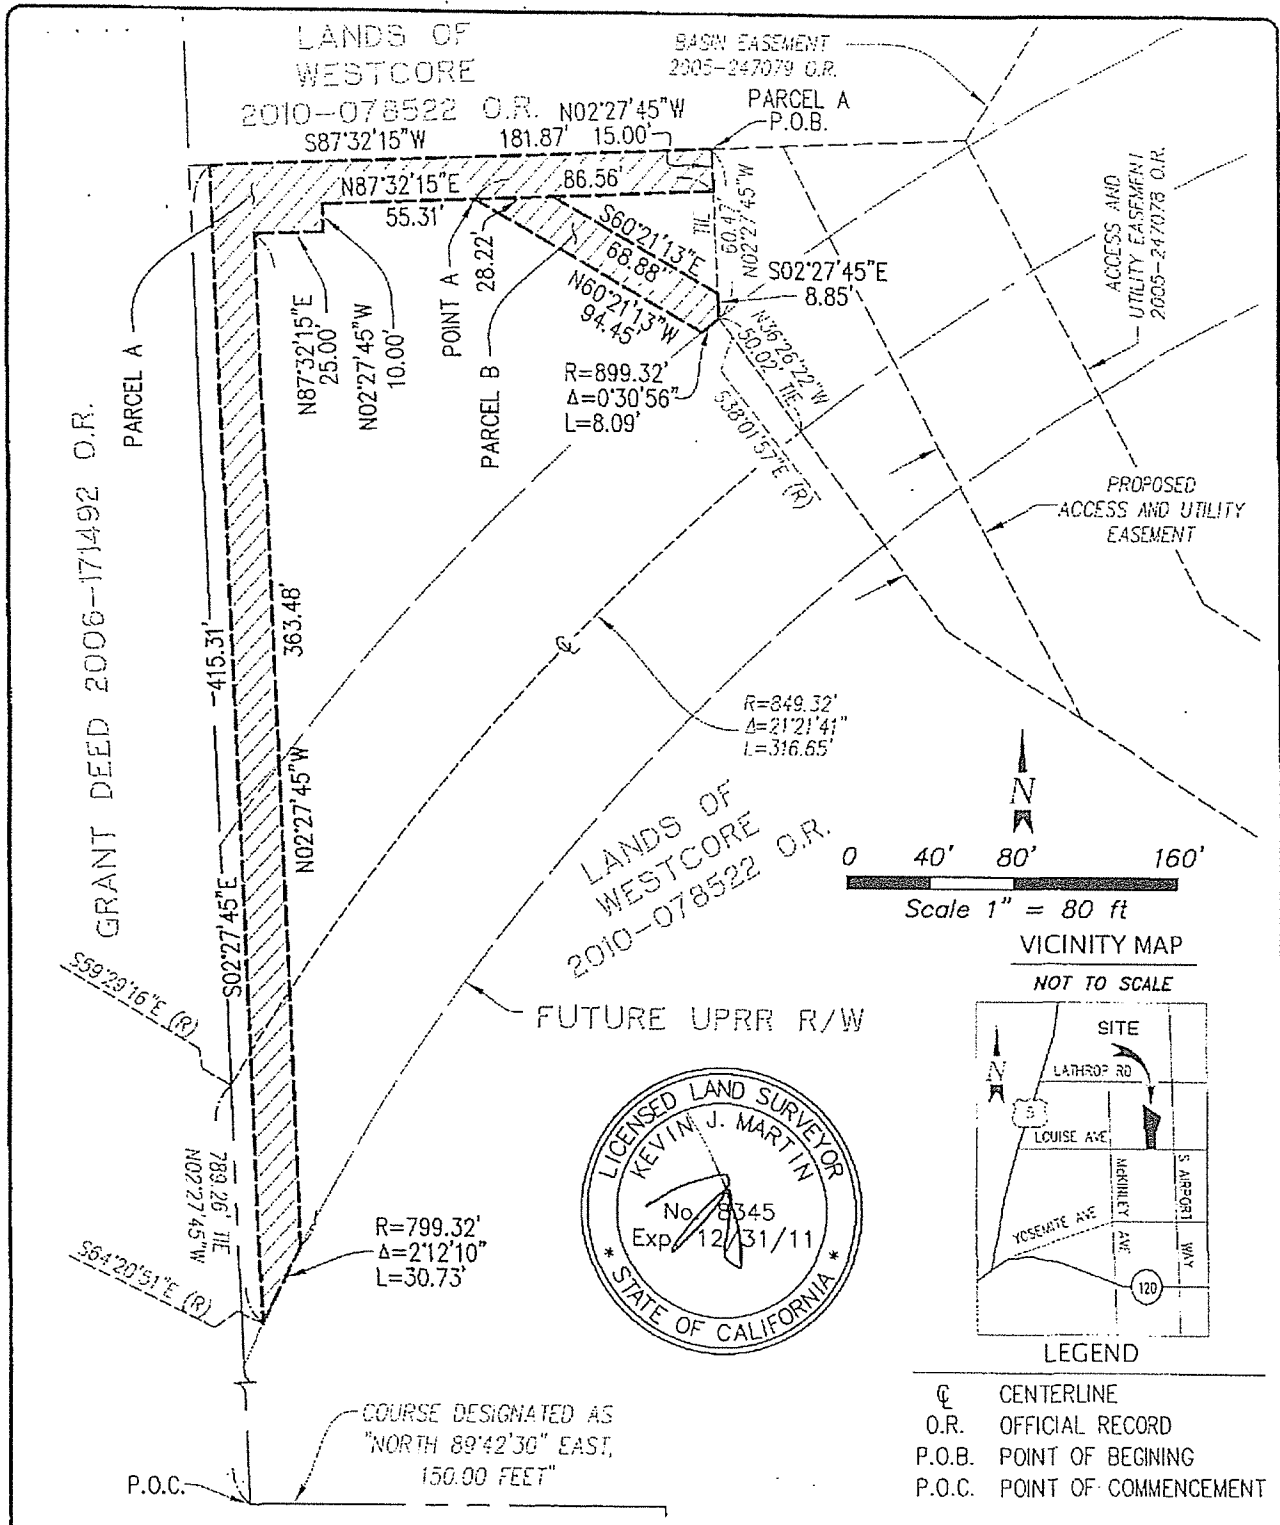 LANDS OF
WESTCORE
2010-078522 O.R.
BASIN EASEMENT
2005-247079 O.R.
PARCEL A
P.O.B.
N02°27'45"W
15.00'
S87°32'15"W
181.87'
N87°32'15"E
86.56'
55.31'
TIE
60.47'
N02°27'45"W
ACCESS AND
UTILITY EASEMENT
2005-247078 O.R.
S60°21'13"E
68.88'
S02°27'45"E
8.85'
28.22'
POINT A
N60°21'13"W
94.45'
N36°26'22"W
50.02' TIE
S38°01'57"E (R)
PARCEL A
N87°32'15"E
25.00'
N02°27'45"W
10.00'
PARCEL B
R=899.32'
Δ=0°30'56"
L=8.09'
PROPOSED
ACCESS AND UTILITY
EASEMENT
GRANT DEED 2006-171492 O.R.
415.31'
S02°27'45"E
363.48'
N02°27'45"W
℄
R=849.32'
Δ=21°21'41"
L=316.65'
LANDS OF
WESTCORE
2010-078522 O.R.
N
0 40' 80' 160'
Scale 1" = 80 ft
VICINITY MAP
NOT TO SCALE
SITE
N
LATHROP RD
5
LOUISE AVE
McKINLEY AVE
S. AIRPORT WAY
YOSEMITE AVE
120
S59°29'16"E (R)
FUTURE UPRR R/W
LICENSED LAND SURVEYOR
KEVIN J. MARTIN
No. 8345
Exp. 12/31/11
* STATE OF CALIFORNIA *
789.26' TIE
N02°27'45"W
S64°20'51"E (R)
R=799.32'
Δ=2°12'10"
L=30.73'
LEGEND
℄ CENTERLINE
O.R. OFFICIAL RECORD
P.O.B. POINT OF BEGINING
P.O.C. POINT OF COMMENCEMENT
COURSE DESIGNATED AS
"NORTH 89°42'30" EAST,
150.00 FEET"
P.O.C.